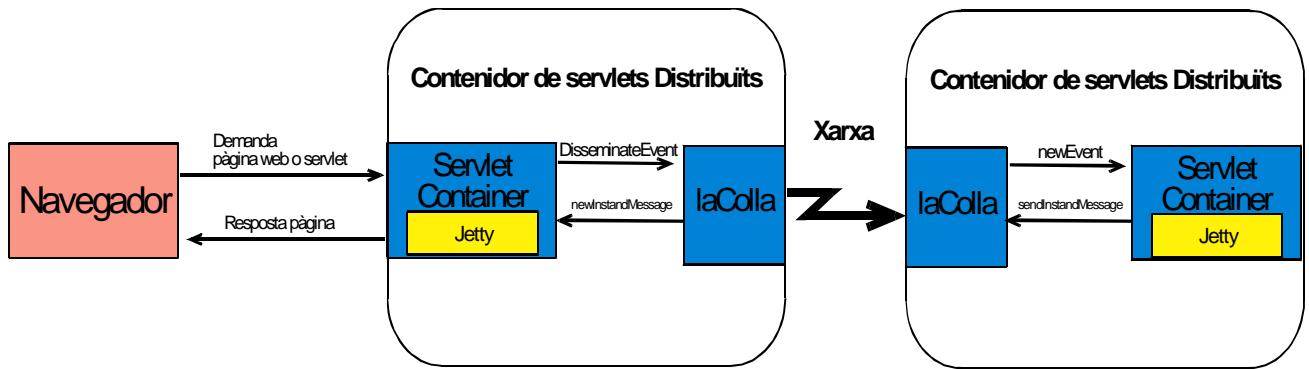 Contenidor de servlets Distribuïts
Contenidor de servlets Distribuïts
Xarxa
Demanda
pàgina web o servlet
DisseminateEvent
newEvent
Navegador
Servlet
Container
laColla
laColla
Servlet
Container
newInstandMessage
sendInstandMessage
Resposta pàgina
Jetty
Jetty